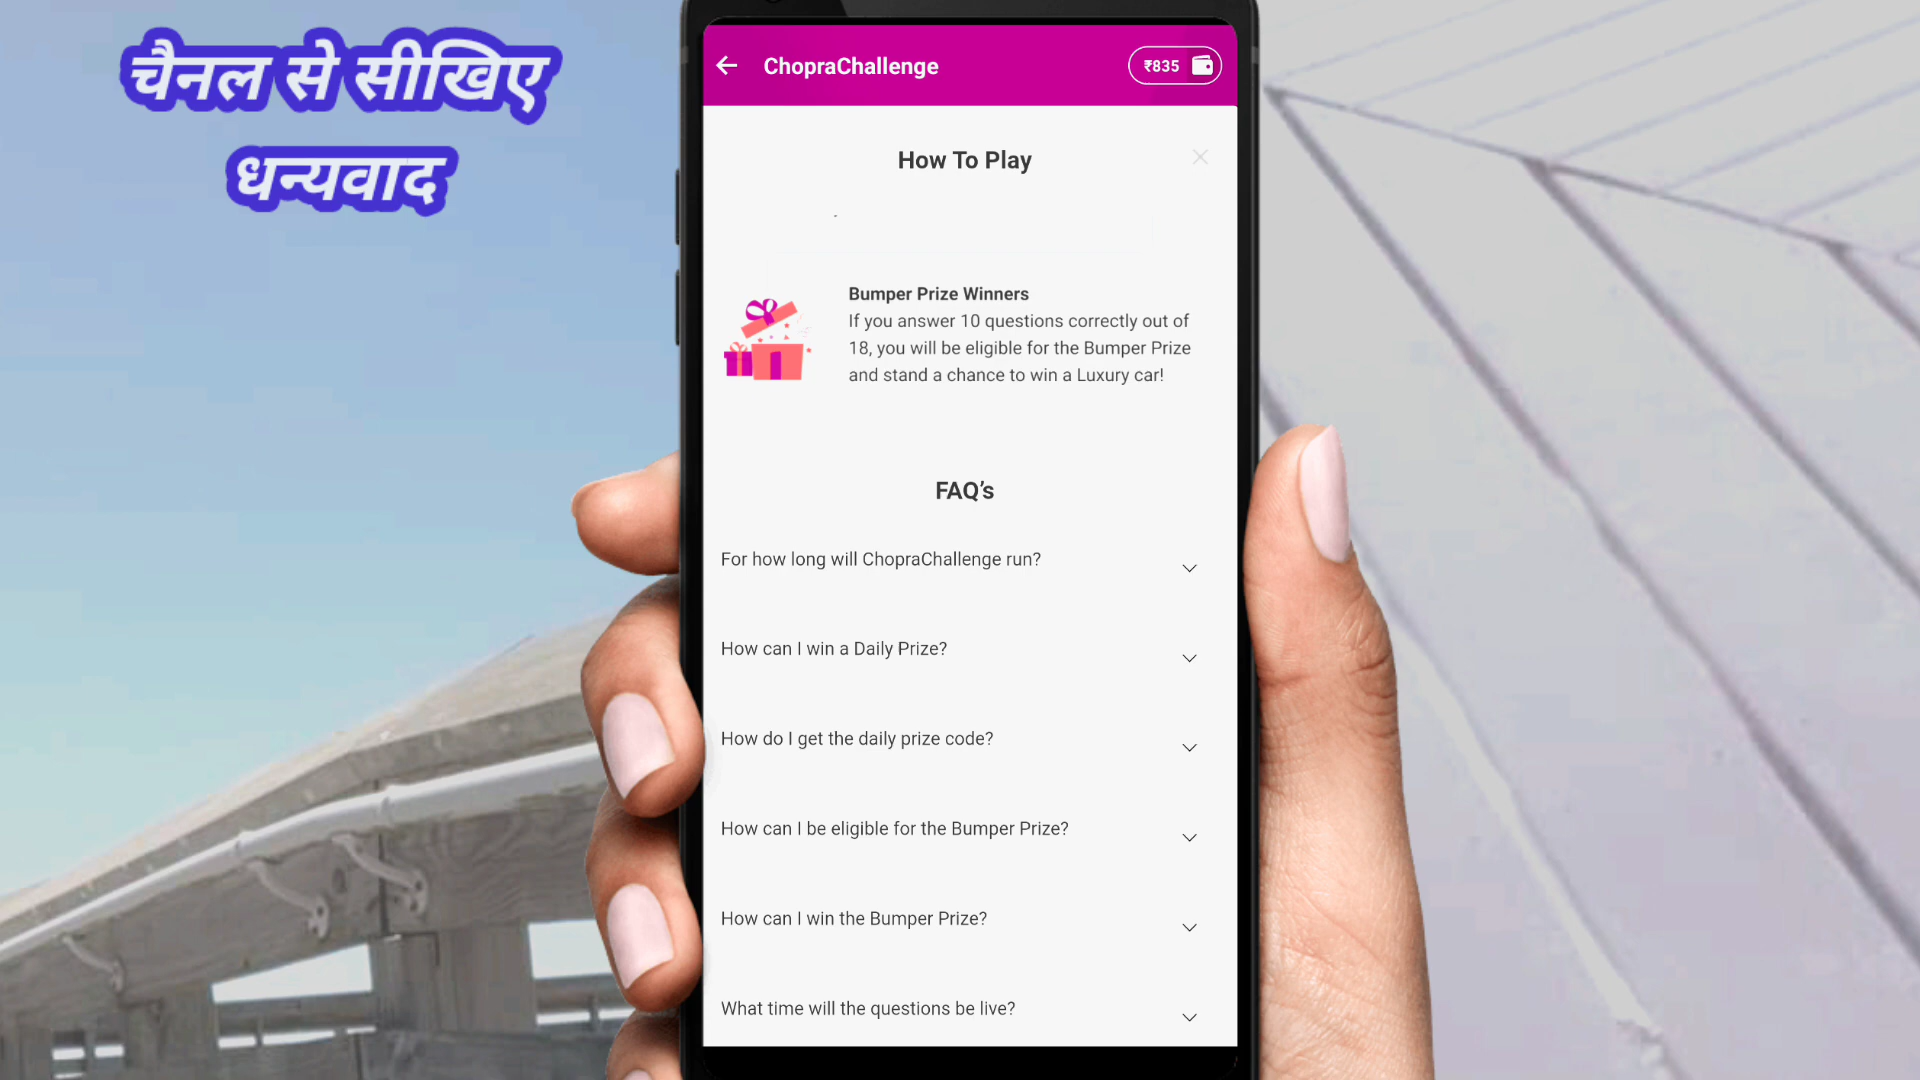 चैनल से सीखिए
धन्यवाद
ChopraChallenge
₹835
How To Play
Bumper Prize Winners
If you answer 10 questions correctly out of
18, you will be eligible for the Bumper Prize
and stand a chance to win a Luxury car!
FAQ’s
For how long will ChopraChallenge run?
How can I win a Daily Prize?
How do I get the daily prize code?
How can I be eligible for the Bumper Prize?
How can I win the Bumper Prize?
What time will the questions be live?